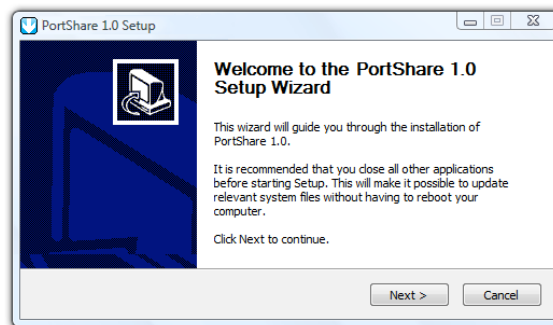 PortShare 1.0 Setup
Welcome to the PortShare 1.0
Setup Wizard
This wizard will guide you through the installation of
PortShare 1.0.
It is recommended that you close all other applications
before starting Setup. This will make it possible to update
relevant system files without having to reboot your
computer.
Click Next to continue.
Next >
Cancel